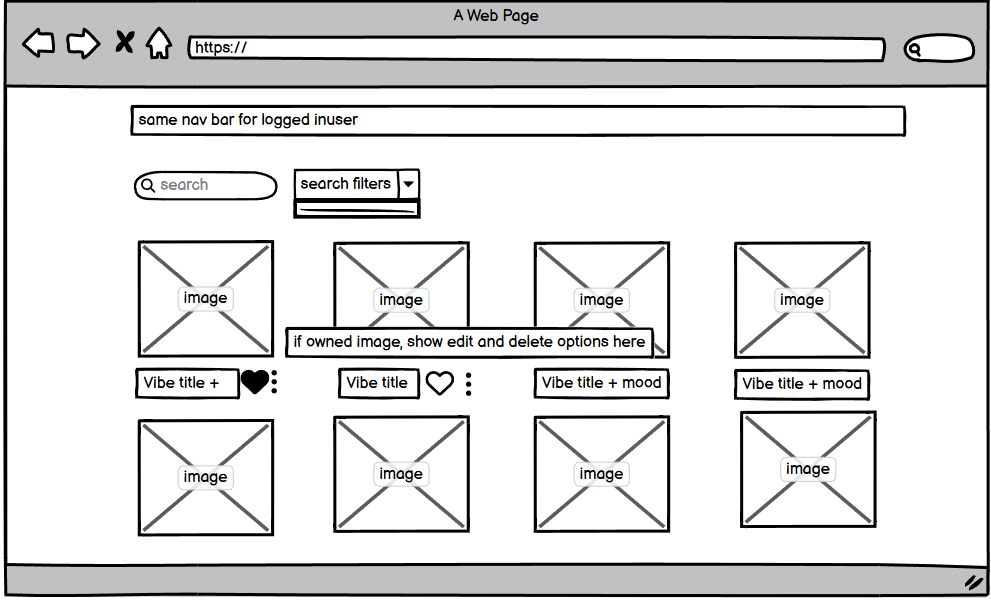 A Web Page
https://
same nav bar for logged inuser
search
search filters
image
image
image
image
if owned image, show edit and delete options here
Vibe title +
Vibe title
Vibe title + mood
Vibe title + mood
image
image
image
image